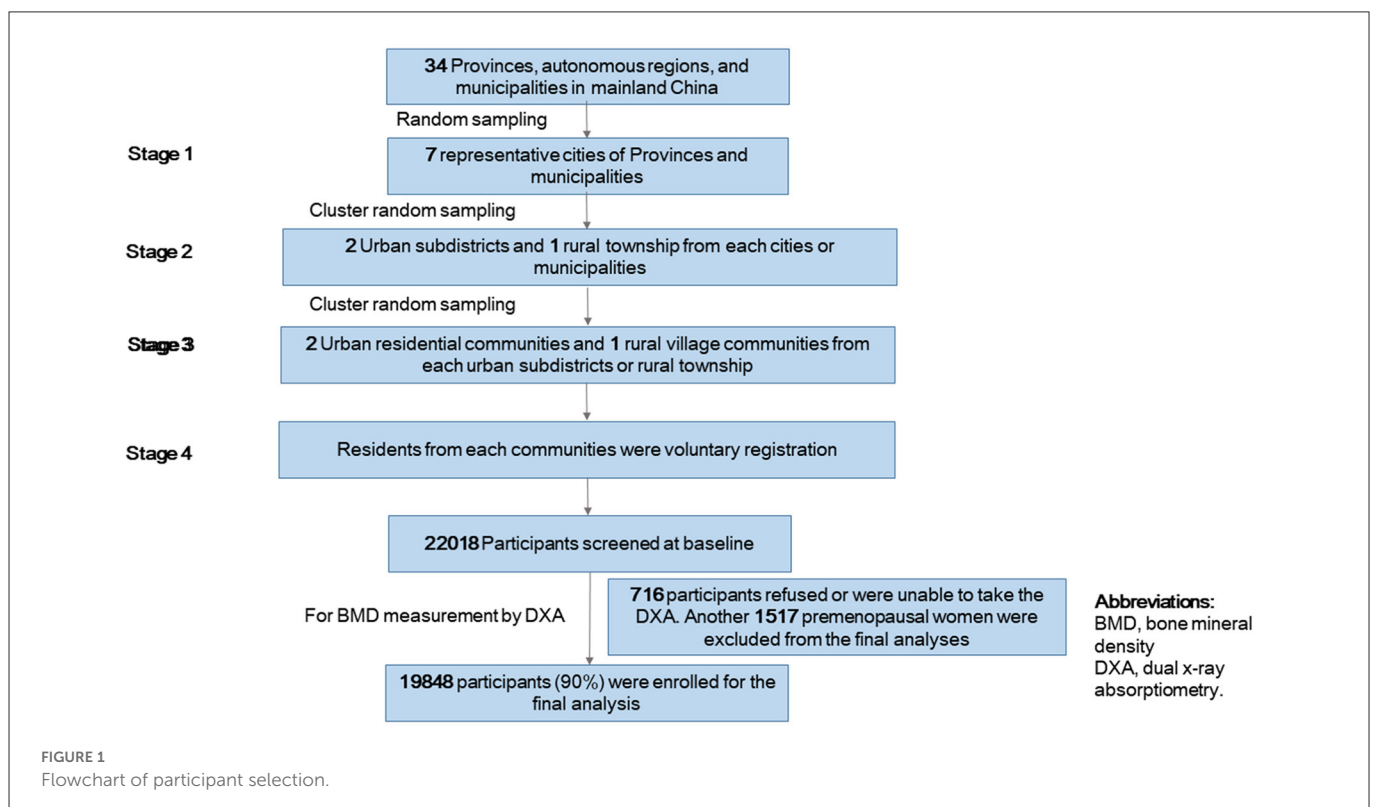 34 Provinces, autonomous regions, and
municipalities in mainland China
Random sampling
Stage 1
7 representative cities of Provinces and
municipalities
Cluster random sampling
Stage 2
2 Urban subdistricts and 1 rural township from each cities or
municipalities
Cluster random sampling
Stage 3
2 Urban residential communities and 1 rural village communities from
each urban subdistricts or rural township
Stage 4
Residents from each communities were voluntary registration
22018 Participants screened at baseline
For BMD measurement by DXA
716 participants refused or were unable to take the
DXA. Another 1517 premenopausal women were
excluded from the final analyses
Abbreviations:
BMD, bone mineral
density
DXA, dual x-ray
absorptiometry.
19848 participants (90%) were enrolled for the
final analysis
FIGURE 1
Flowchart of participant selection.